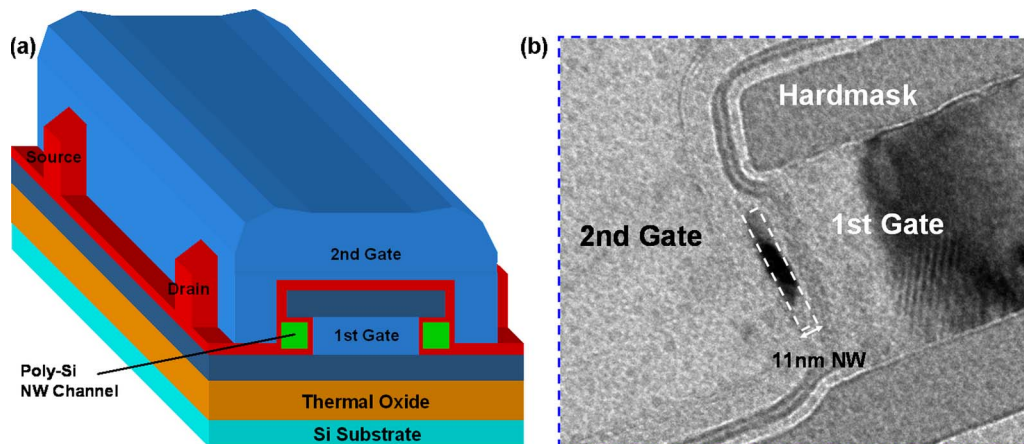 (a)
Source
Drain
2nd Gate
1st Gate
Poly-Si
NW Channel
Thermal Oxide
Si Substrate
(b)
Hardmask
1st Gate
2nd Gate
11nm NW